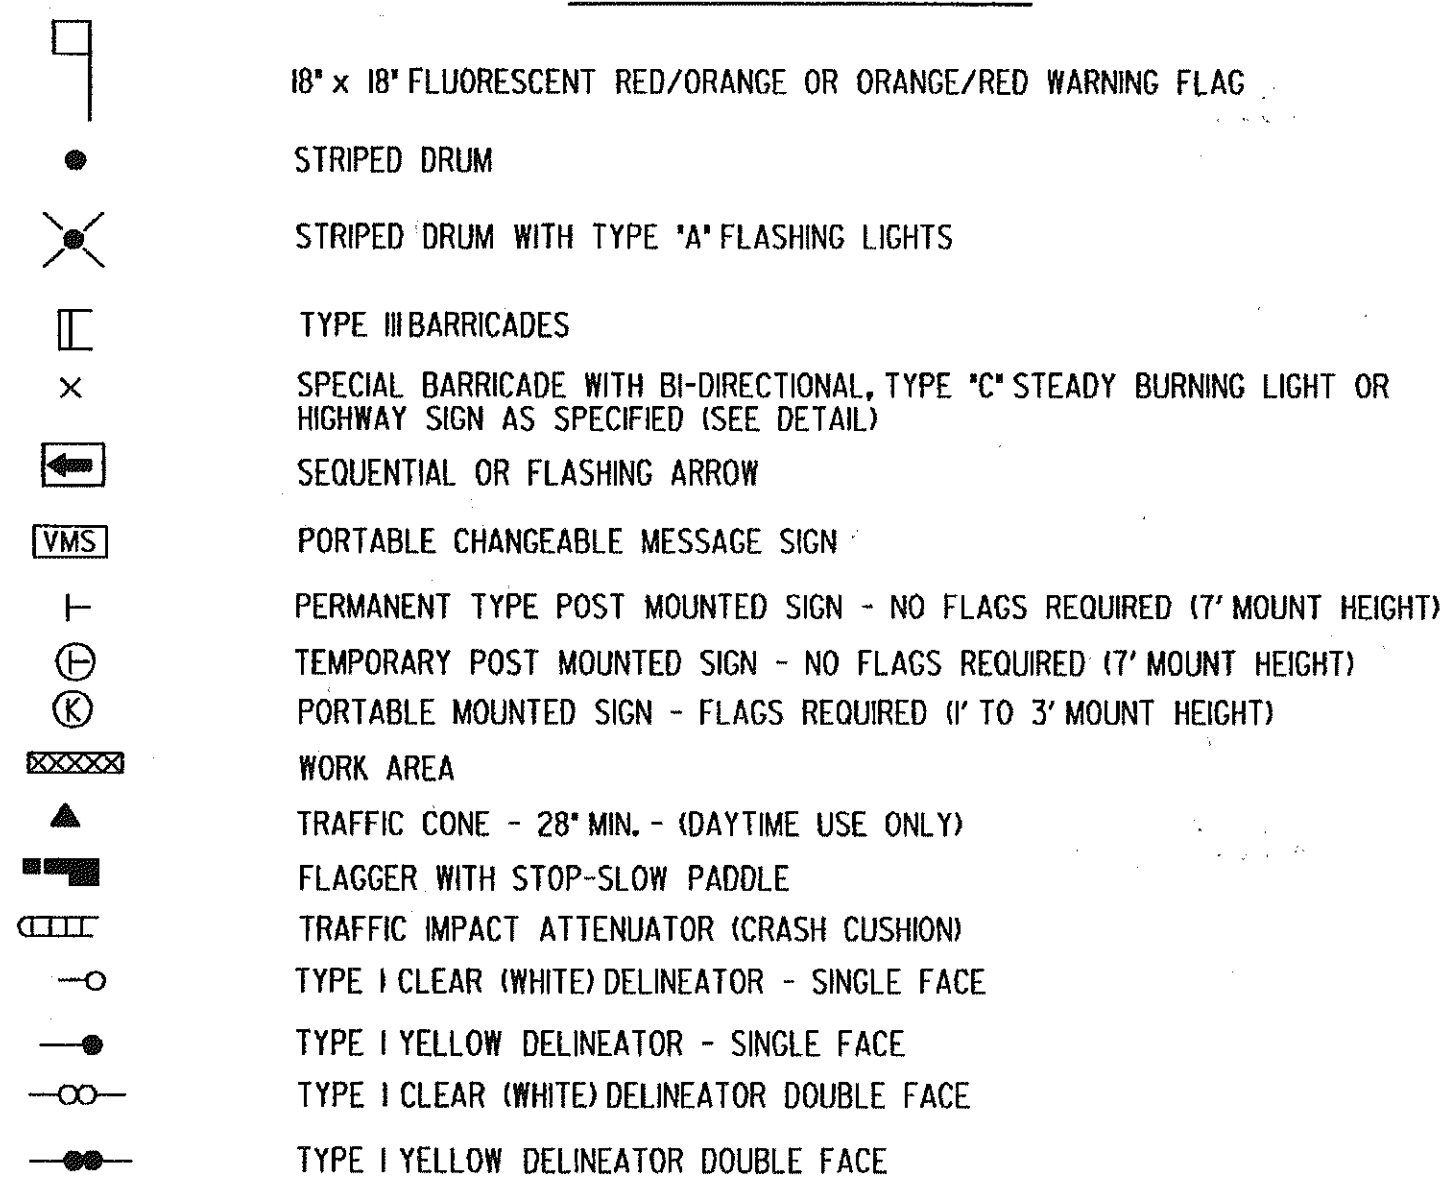 18" x 18" FLUORESCENT RED/ORANGE OR ORANGE/RED WARNING FLAG
STRIPED DRUM
STRIPED DRUM WITH TYPE "A" FLASHING LIGHTS
TYPE III BARRICADES
SPECIAL BARRICADE WITH BI-DIRECTIONAL, TYPE "C" STEADY BURNING LIGHT OR
HIGHWAY SIGN AS SPECIFIED (SEE DETAIL)
SEQUENTIAL OR FLASHING ARROW
VMS PORTABLE CHANGEABLE MESSAGE SIGN
PERMANENT TYPE POST MOUNTED SIGN - NO FLAGS REQUIRED (7' MOUNT HEIGHT)
TEMPORARY POST MOUNTED SIGN - NO FLAGS REQUIRED (7' MOUNT HEIGHT)
K PORTABLE MOUNTED SIGN - FLAGS REQUIRED (1' TO 3' MOUNT HEIGHT)
WORK AREA
TRAFFIC CONE - 28" MIN. - (DAYTIME USE ONLY)
FLAGGER WITH STOP-SLOW PADDLE
TRAFFIC IMPACT ATTENUATOR (CRASH CUSHION)
TYPE I CLEAR (WHITE) DELINEATOR - SINGLE FACE
TYPE I YELLOW DELINEATOR - SINGLE FACE
TYPE I CLEAR (WHITE) DELINEATOR DOUBLE FACE
TYPE I YELLOW DELINEATOR DOUBLE FACE